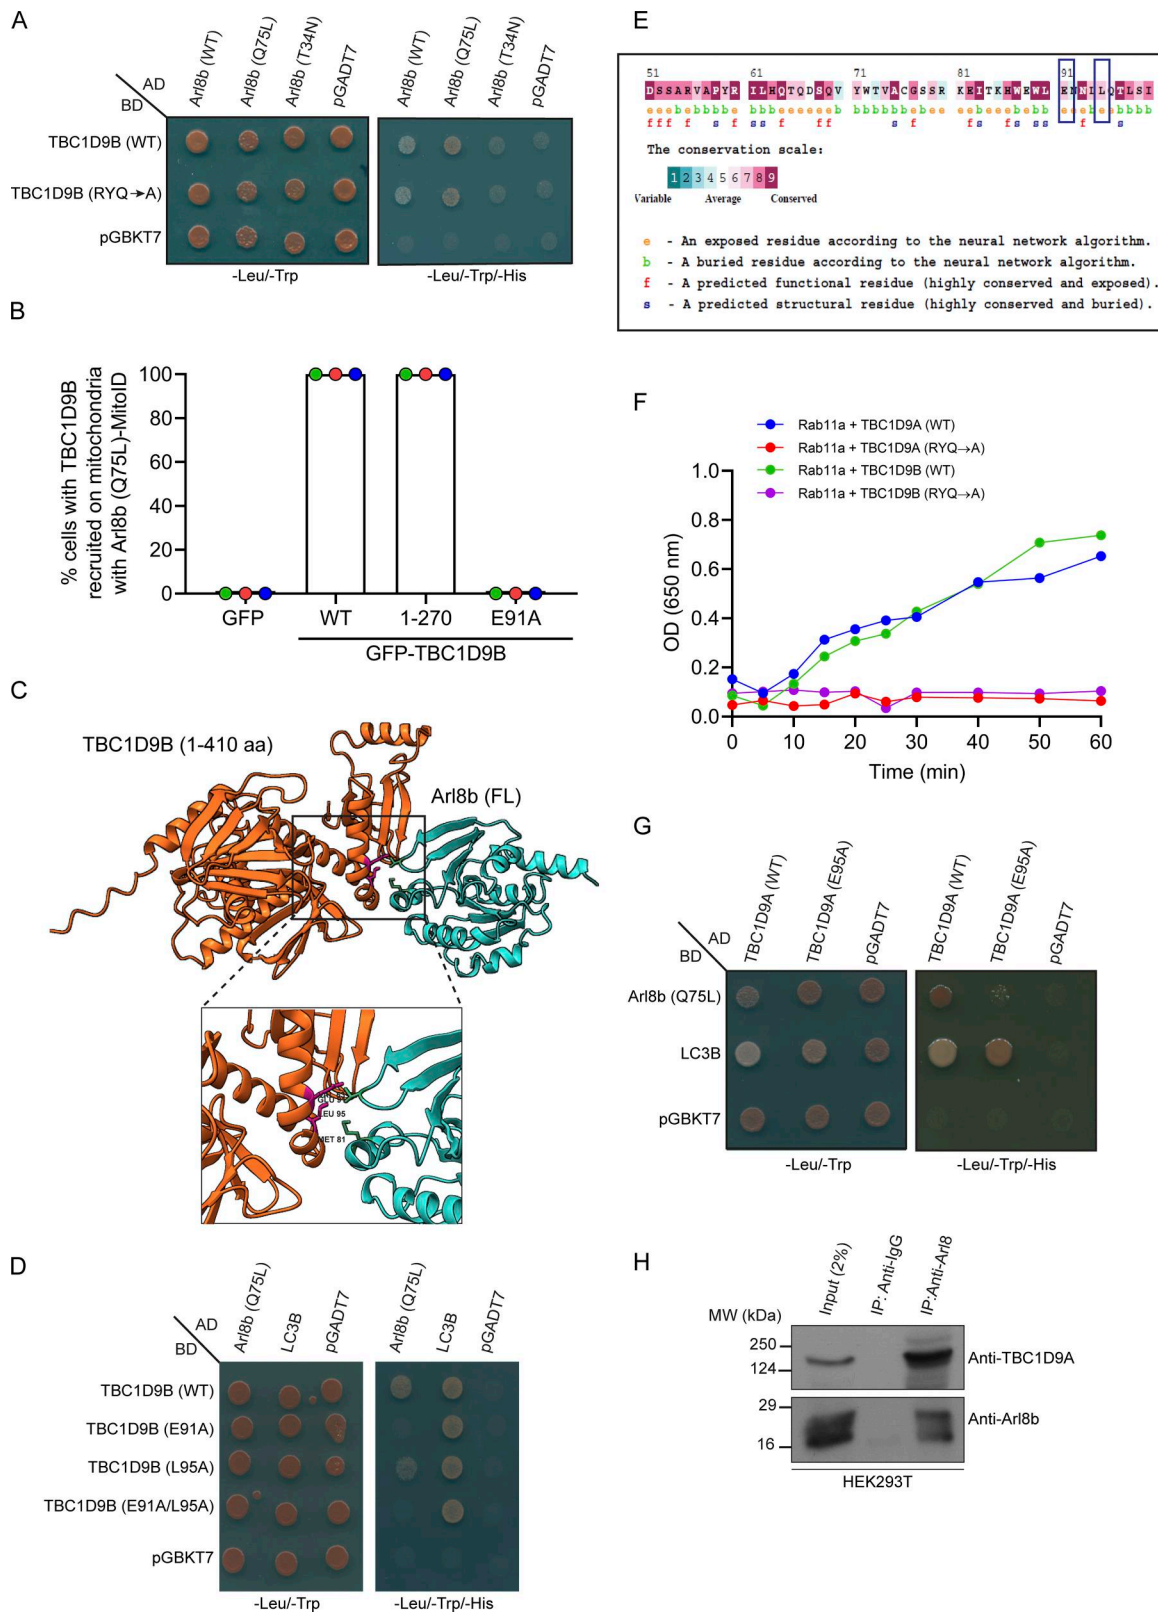 A
AD
BD
Arl8b (WT)
Arl8b (Q75L)
Arl8b (T34N)
pGADT7
Arl8b (WT)
Arl8b (Q75L)
Arl8b (T34N)
pGADT7
TBC1D9B (WT)
TBC1D9B (RYQ→A)
pGBKT7
-Leu/-Trp
-Leu/-Trp/-His
B
% cells with TBC1D9B
recruited on mitochondria
with Arl8b (Q75L)-MitoID
100
80
60
40
20
0
GFP
WT
1-270
E91A
GFP-TBC1D9B
C
TBC1D9B (1-410 aa)
Arl8b (FL)
LEU 95
MET 81
D
AD
BD
Arl8b (Q75L)
LC3B
pGADT7
Arl8b (Q75L)
LC3B
pGADT7
TBC1D9B (WT)
TBC1D9B (E91A)
TBC1D9B (L95A)
TBC1D9B (E91A/L95A)
pGBKT7
-Leu/-Trp
-Leu/-Trp/-His
E
51 61 71 81 91
DSSARVAPYR ILHQTQDSQV YWTVACGSSR KEITKHWEWL ENNLLQTLSI
The conservation scale:
1 2 3 4 5 6 7 8 9
Variable Average Conserved
e - An exposed residue according to the neural network algorithm.
b - A buried residue according to the neural network algorithm.
f - A predicted functional residue (highly conserved and exposed).
s - A predicted structural residue (highly conserved and buried).
F
Rab11a + TBC1D9A (WT)
Rab11a + TBC1D9A (RYQ→A)
Rab11a + TBC1D9B (WT)
Rab11a + TBC1D9B (RYQ→A)
OD (650 nm)
1.0
0.8
0.6
0.4
0.2
0.0
0 10 20 30 40 50 60
Time (min)
G
AD
BD
TBC1D9A (WT)
TBC1D9A (E95A)
pGADT7
TBC1D9A (WT)
TBC1D9A (E95A)
pGADT7
Arl8b (Q75L)
LC3B
pGBKT7
-Leu/-Trp
-Leu/-Trp/-His
H
Input (2%)
IP: Anti-IgG
IP:Anti-Arl8
MW (kDa)
250
124
Anti-TBC1D9A
29
16
Anti-Arl8b
HEK293T